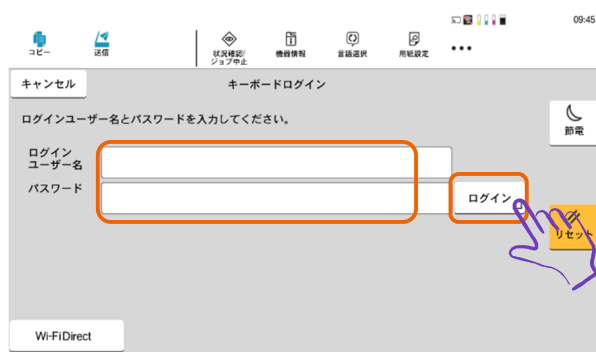 09:45
コピー
送信
状況確認/
ジョブ中止
機器情報
言語選択
用紙設定
キャンセル
キーボードログイン
ログインユーザー名とパスワードを入力してください。
節電
ログイン
ユーザー名
パスワード
ログイン
リセット
Wi-Fi Direct